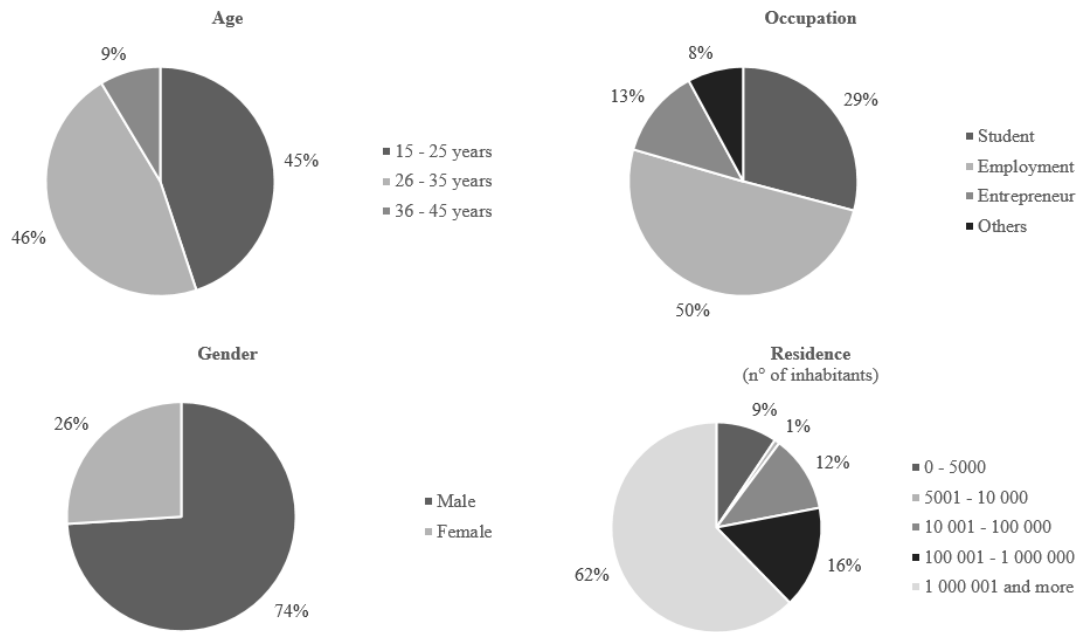 Age
9%
45%
46%
15 - 25 years
26 - 35 years
36 - 45 years
Occupation
8%
13%
29%
50%
Student
Employment
Entrepreneur
Others
Gender
26%
74%
Male
Female
Residence
(n° of inhabitants)
9%
1%
12%
16%
62%
0 - 5000
5001 - 10 000
10 001 - 100 000
100 001 - 1 000 000
1 000 001 and more